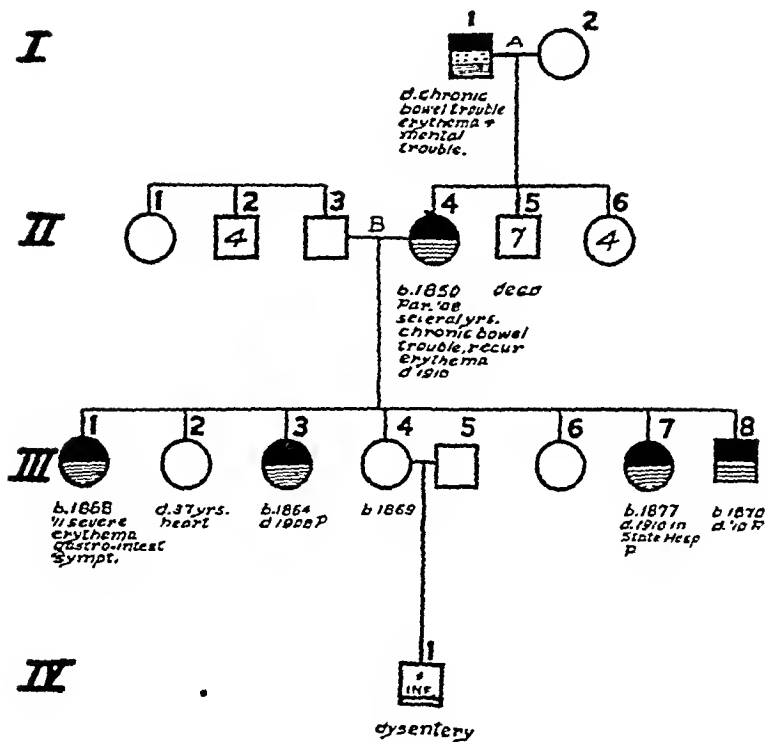 I
1
A
2
d. chronic
bowel trouble
erythema +
mental
trouble.
II
1
2
3
4
5
6
4
B
7
4
b.1850
Par. '08
several yrs.
chronic bowel
trouble, recur
erythema
d 1910
dead
III
1
2
3
4
5
6
7
8
b.1868
'11 severe
erythema
gastro-intest
sympt.
d. 37 yrs.
heart
b.1864
d 1908 P
b 1869
b.1877
d. 1910 in
State Hosp
P
b 1870
d. '10 P
IV
1
INF.
dysentery